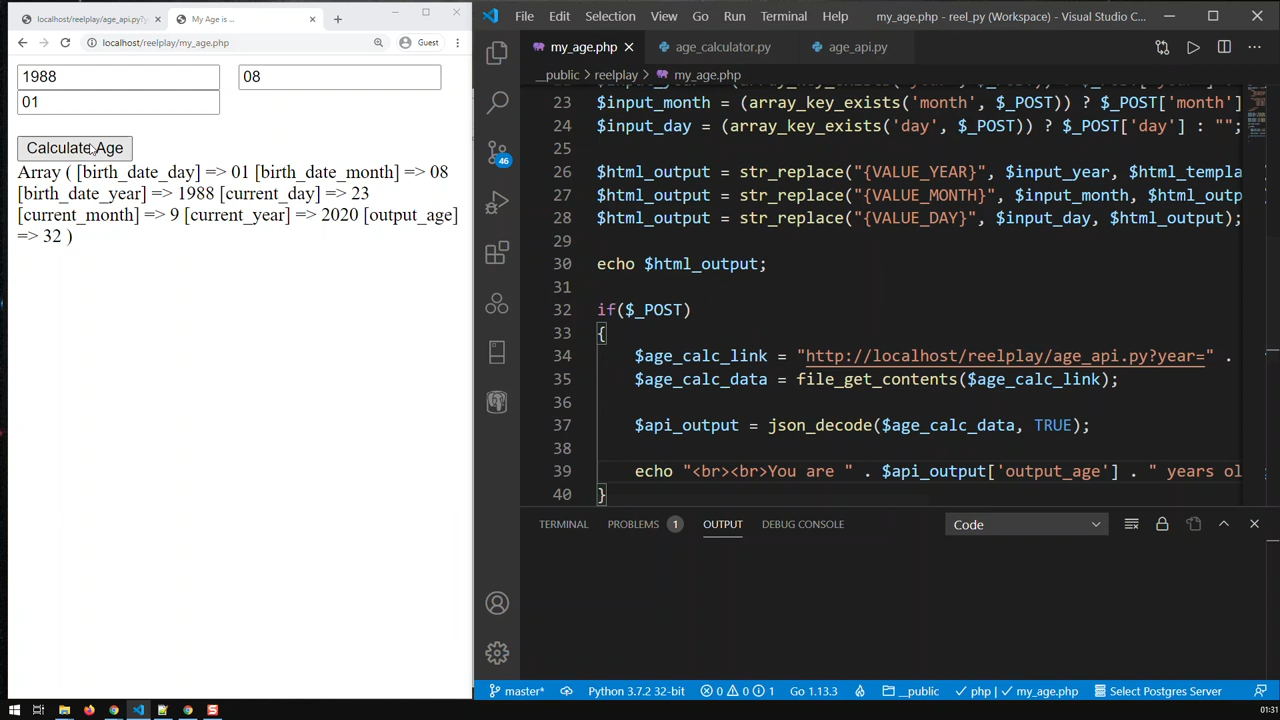 localhost/reelplay/age_api.py?y
My Age is ...
localhost/reelplay/my_age.php
Guest
1988
08
01
Calculate Age
Array ( [birth_date_day] => 01 [birth_date_month] => 08
[birth_date_year] => 1988 [current_day] => 23
[current_month] => 9 [current_year] => 2020 [output_age]
=> 32 )
File Edit Selection View Go Run Terminal Help
my_age.php - reel_py (Workspace) - Visual Studio C...
my_age.php
age_calculator.py
age_api.py
__public > reelplay > my_age.php
23 $input_month = (array_key_exists('month', $_POST)) ? $_POST['month']
24 $input_day = (array_key_exists('day', $_POST)) ? $_POST['day'] : "";
25
26 $html_output = str_replace("{VALUE_YEAR}", $input_year, $html_templa
27 $html_output = str_replace("{VALUE_MONTH}", $input_month, $html_outp
28 $html_output = str_replace("{VALUE_DAY}", $input_day, $html_output);
29
30 echo $html_output;
31
32 if($_POST)
33 {
34 $age_calc_link = "http://localhost/reelplay/age_api.py?year=" .
35 $age_calc_data = file_get_contents($age_calc_link);
36
37 $api_output = json_decode($age_calc_data, TRUE);
38
39 echo "<br><br>You are " . $api_output['output_age'] . " years ol
40 }
46
TERMINAL PROBLEMS 1 OUTPUT DEBUG CONSOLE
Code
master* Python 3.7.2 32-bit 0 0 1 Go 1.13.3 __public php | my_age.php Select Postgres Server
01:31